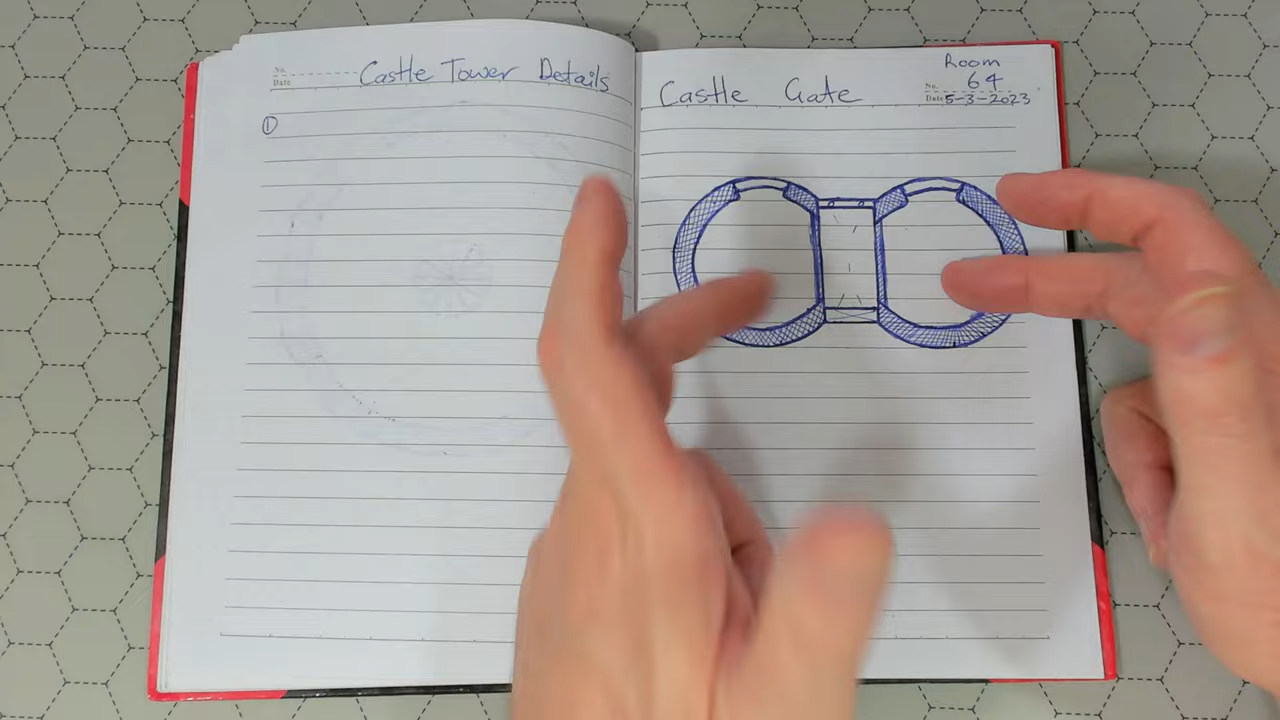 No.
Date
Castle Tower Details
①
Castle Gate
Room
No. 64
Date 5-3-2023